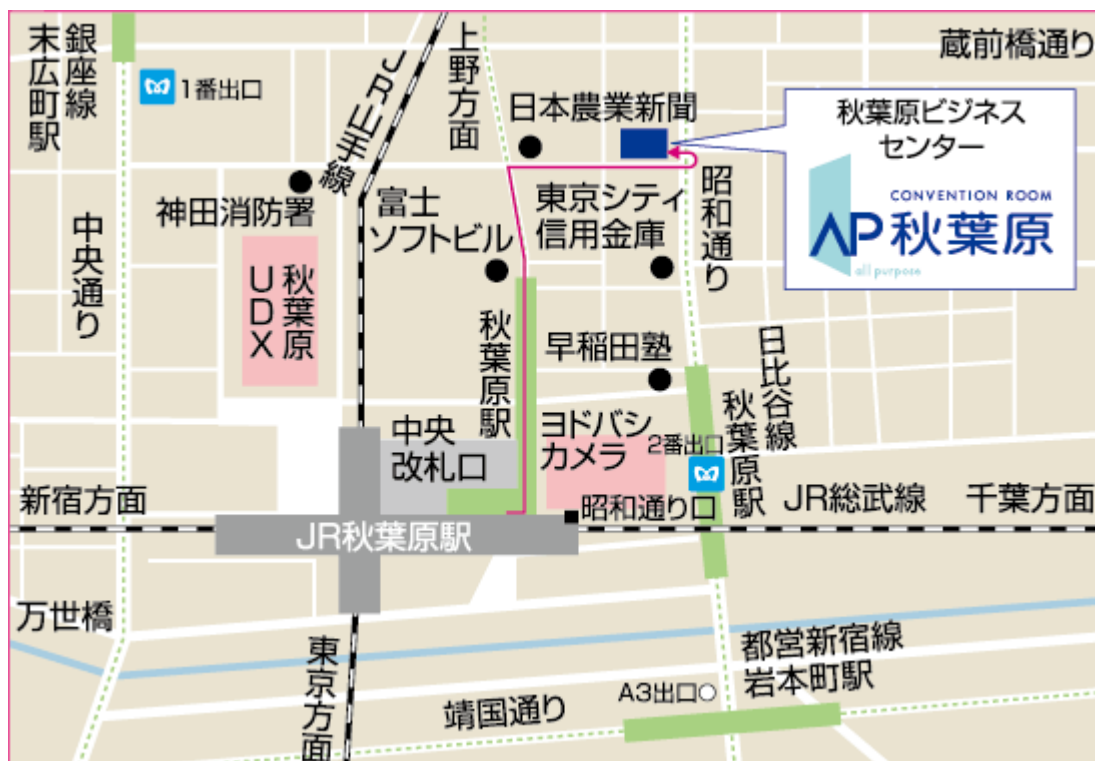 銀座線
末広町駅
1番出口
JR山手線
上野方面
蔵前橋通り
日本農業新聞
秋葉原ビジネス
センター
CONVENTION ROOM
AP秋葉原
all purpose
神田消防署
富士
ソフトビル
東京シティ
信用金庫
昭和通り
中央通り
秋葉原
UDX
秋葉原駅
早稲田塾
日比谷線
秋葉原駅
中央
改札口
ヨドバシ
カメラ
2番出口
新宿方面
昭和通り口
JR総武線
千葉方面
JR秋葉原駅
万世橋
東京方面
都営新宿線
岩本町駅
A3出口
靖国通り